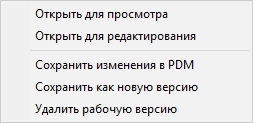 Открыть для просмотра
Открыть для редактирования
Сохранить изменения в PDM
Сохранить как новую версию
Удалить рабочую версию